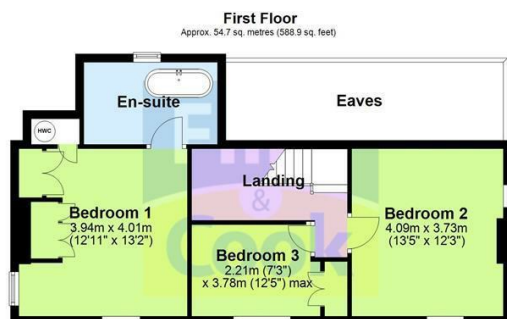 First Floor
Approx. 54.7 sq. metres (588.9 sq. feet)
En-suite
Eaves
HWC
Landing
Bedroom 1
3.94m x 4.01m
(12'11" x 13'2")
Bedroom 2
4.09m x 3.73m
(13'5" x 12'3")
Bedroom 3
2.21m (7'3")
x 3.78m (12'5") max
&
Cook